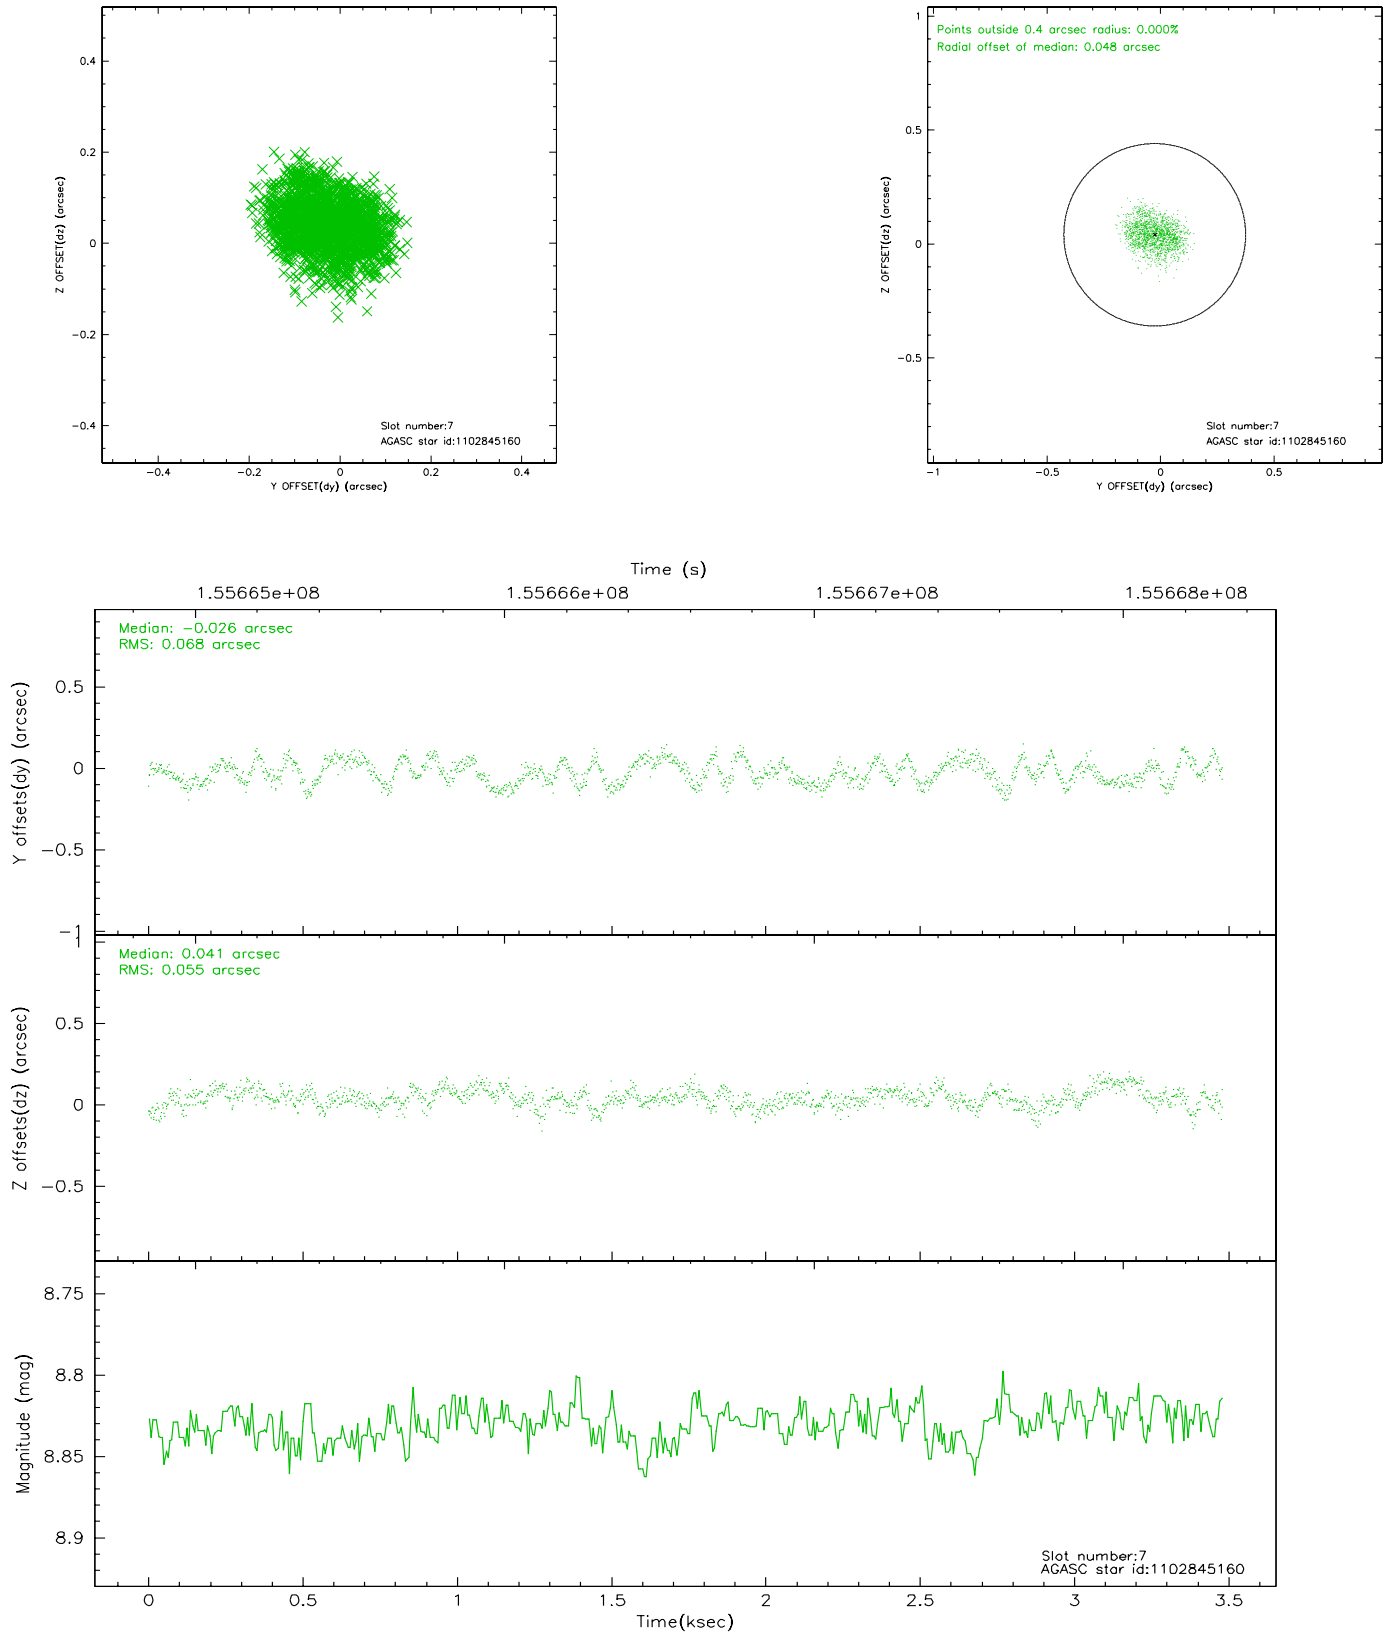 0.4
0.2
0
−0.2
−0.4
Z OFFSET(dz) (arcsec)
Slot number:7
AGASC star id:1102845160
−0.4 −0.2 0 0.2 0.4
Y OFFSET(dy) (arcsec)
Points outside 0.4 arcsec radius: 0.000%
Radial offset of median: 0.048 arcsec
1
0.5
0
−0.5
Z OFFSET(dz) (arcsec)
Slot number:7
AGASC star id:1102845160
−1 −0.5 0 0.5
Y OFFSET(dy) (arcsec)
Time (s)
1.55665e+08 1.55666e+08 1.55667e+08 1.55668e+08
Median: −0.026 arcsec
RMS: 0.068 arcsec
0.5
0
−0.5
−1
Y offsets(dy) (arcsec)
Median: 0.041 arcsec
RMS: 0.055 arcsec
1
0.5
0
−0.5
Z offsets(dz) (arcsec)
8.75
8.8
8.85
8.9
Magnitude (mag)
Slot number:7
AGASC star id:1102845160
0 0.5 1 1.5 2 2.5 3 3.5
Time(ksec)